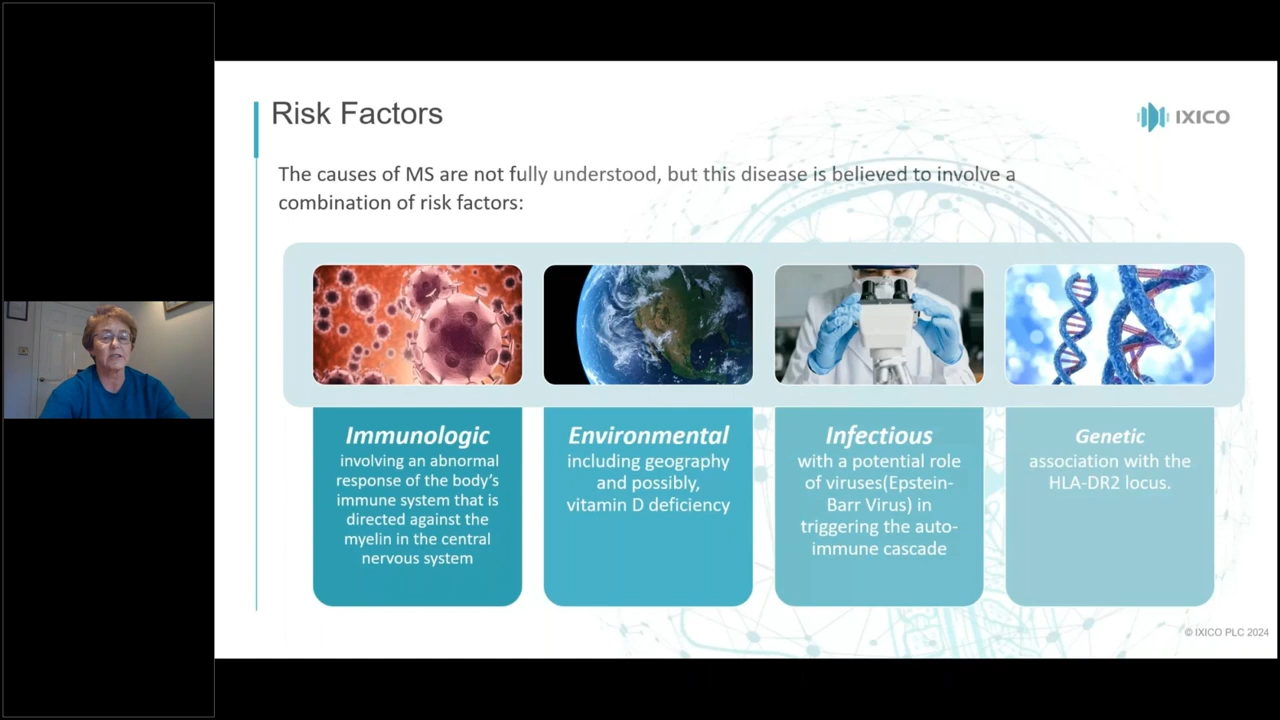 Risk Factors
IXICO
The causes of MS are not fully understood, but this disease is believed to involve a
combination of risk factors:
Immunologic
involving an abnormal
response of the body's
immune system that is
directed against the
myelin in the central
nervous system
Environmental
including geography
and possibly,
vitamin D deficiency
Infectious
with a potential role
of viruses(Epstein-
Barr Virus) in
triggering the auto-
immune cascade
Genetic
association with the
HLA-DR2 locus.
© IXICO PLC 2024